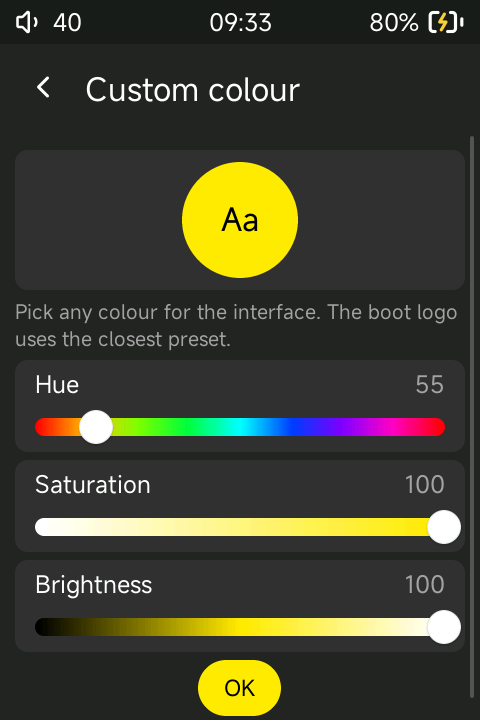 40
09:33
80%
Custom colour
Aa
Pick any colour for the interface. The boot logo
uses the closest preset.
Hue
55
Saturation
100
Brightness
100
OK